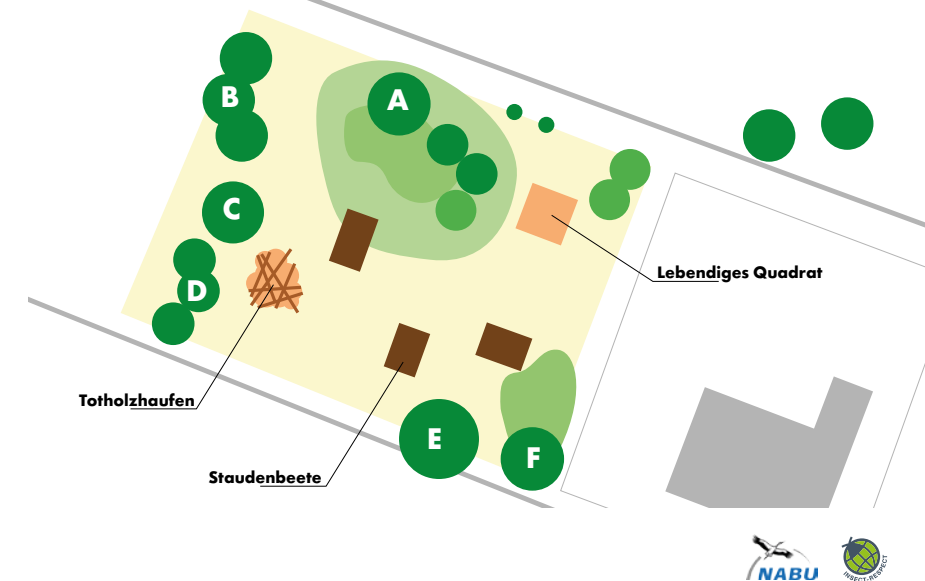 A
B
C
Lebendiges Quadrat
D
Totholzhaufen
E
F
Staudenbeete
NABU
INSECT-RESPECT